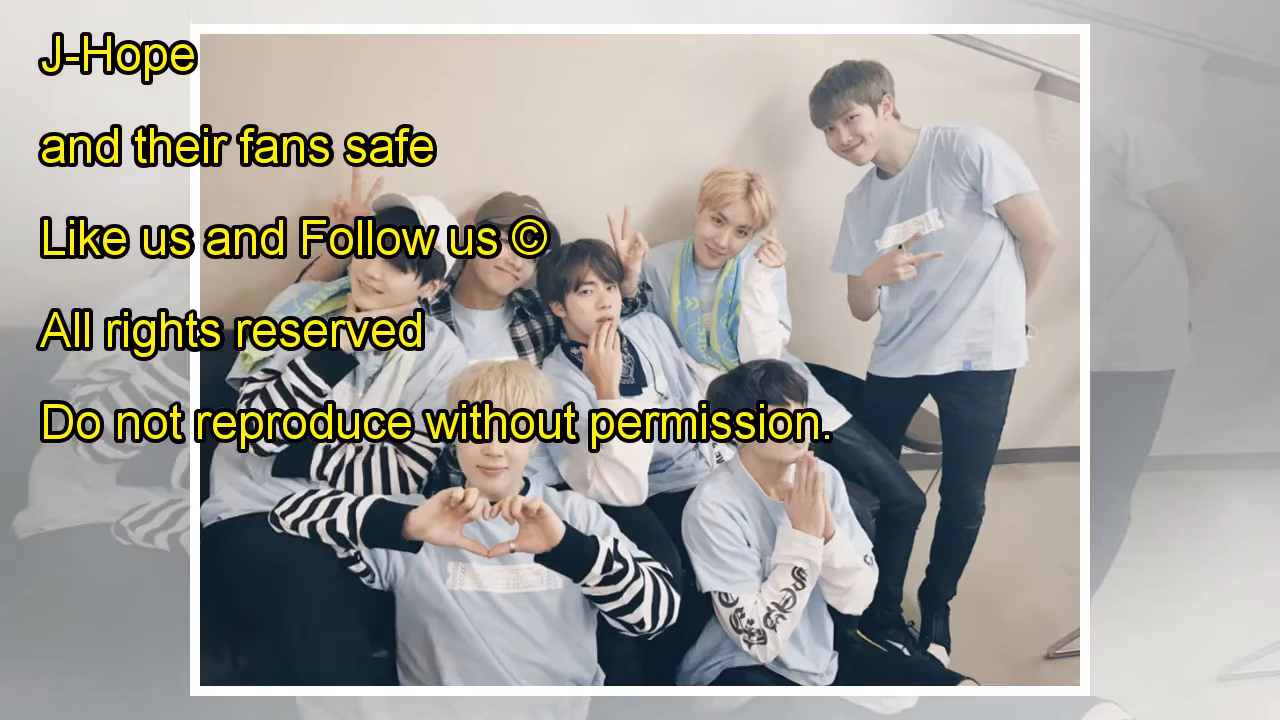 J-Hope
and their fans safe
Like us and Follow us ©
All rights reserved
Do not reproduce without permission.